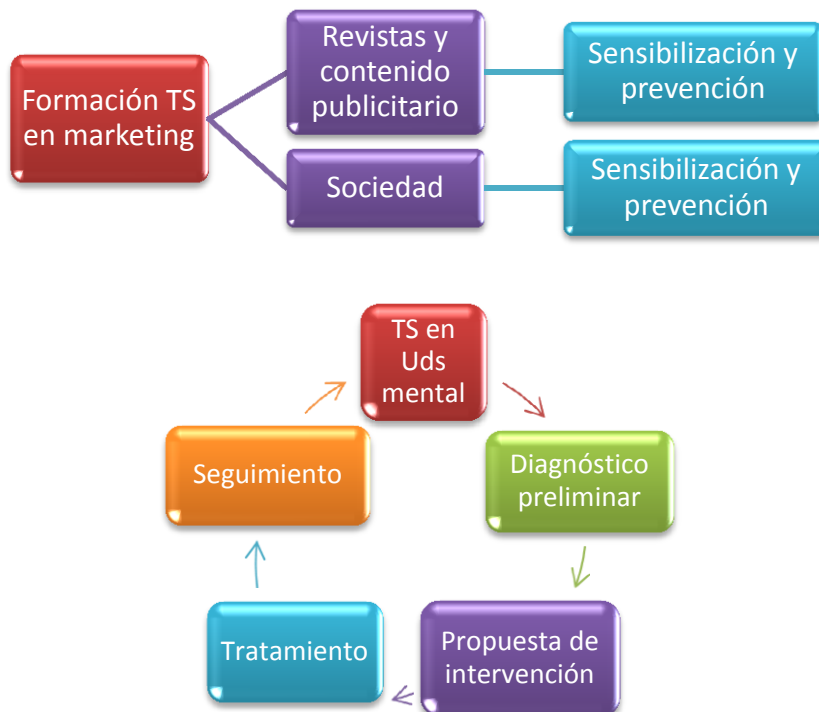 Formación TS
en marketing
Revistas y
contenido
publicitario
Sensibilización y
prevención
Sociedad
Sensibilización y
prevención
TS en
Uds
mental
Diagnóstico
preliminar
Propuesta de
intervención
Tratamiento
Seguimiento